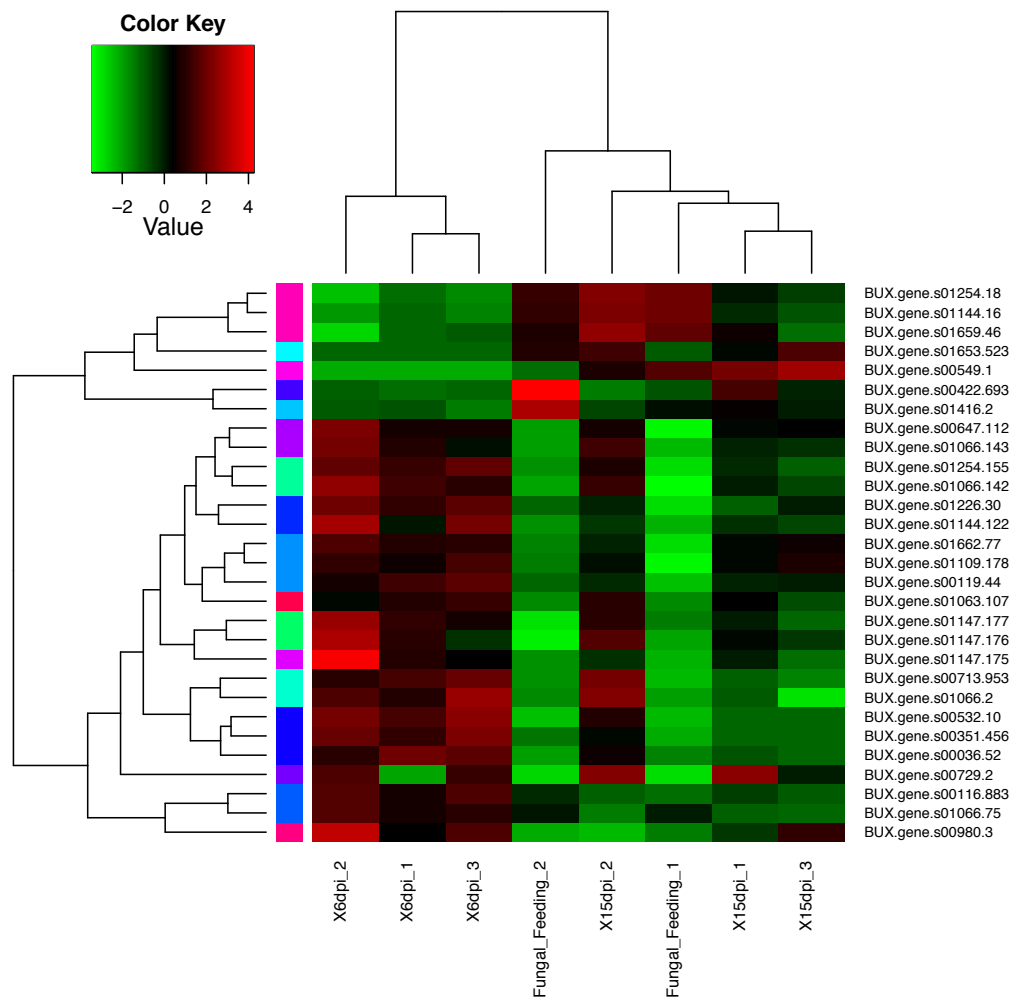 Color Key
−2 0 2 4
Value
BUX.gene.s01254.18
BUX.gene.s01144.16
BUX.gene.s01659.46
BUX.gene.s01653.523
BUX.gene.s00549.1
BUX.gene.s00422.693
BUX.gene.s01416.2
BUX.gene.s00647.112
BUX.gene.s01066.143
BUX.gene.s01254.155
BUX.gene.s01066.142
BUX.gene.s01226.30
BUX.gene.s01144.122
BUX.gene.s01662.77
BUX.gene.s01109.178
BUX.gene.s00119.44
BUX.gene.s01063.107
BUX.gene.s01147.177
BUX.gene.s01147.176
BUX.gene.s01147.175
BUX.gene.s00713.953
BUX.gene.s01066.2
BUX.gene.s00532.10
BUX.gene.s00351.456
BUX.gene.s00036.52
BUX.gene.s00729.2
BUX.gene.s00116.883
BUX.gene.s01066.75
BUX.gene.s00980.3
X6dpi_2
X6dpi_1
X6dpi_3
Fungal_Feeding_2
X15dpi_2
Fungal_Feeding_1
X15dpi_1
X15dpi_3